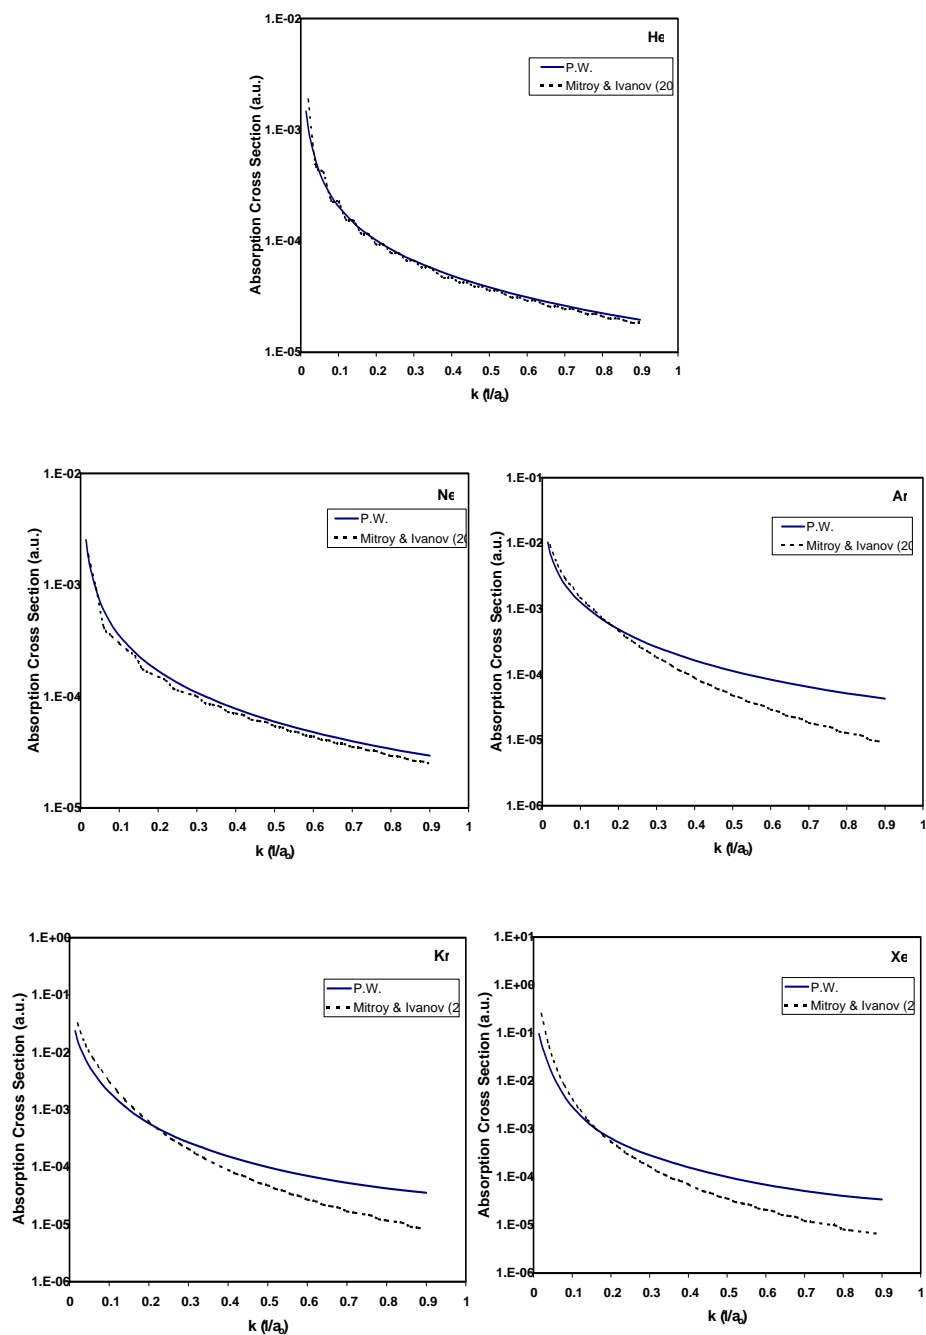 He
P.W.
Mitroy & Ivanov (20
Absorption Cross Section (a.u.)
1.E-02
1.E-03
1.E-04
1.E-05
0 0.1 0.2 0.3 0.4 0.5 0.6 0.7 0.8 0.9 1
k (1/a₀)
Ne
P.W.
Mitroy & Ivanov (20
Absorption Cross Section (a.u.)
1.E-02
1.E-03
1.E-04
1.E-05
0 0.1 0.2 0.3 0.4 0.5 0.6 0.7 0.8 0.9 1
k (1/a₀)
Ar
P.W.
Mitroy & Ivanov (20
Absorption Cross Section (a.u.)
1.E-01
1.E-02
1.E-03
1.E-04
1.E-05
1.E-06
0 0.1 0.2 0.3 0.4 0.5 0.6 0.7 0.8 0.9 1
k (1/a₀)
Kr
P.W.
Mitroy & Ivanov (2
Absorption Cross Section (a.u.)
1.E+00
1.E-01
1.E-02
1.E-03
1.E-04
1.E-05
1.E-06
0 0.1 0.2 0.3 0.4 0.5 0.6 0.7 0.8 0.9 1
k (1/a₀)
Xe
P.W.
Mitroy & Ivanov (2
Absorption Cross Section (a.u.)
1.E+01
1.E+00
1.E-01
1.E-02
1.E-03
1.E-04
1.E-05
1.E-06
0 0.1 0.2 0.3 0.4 0.5 0.6 0.7 0.8 0.9 1
k (1/a₀)